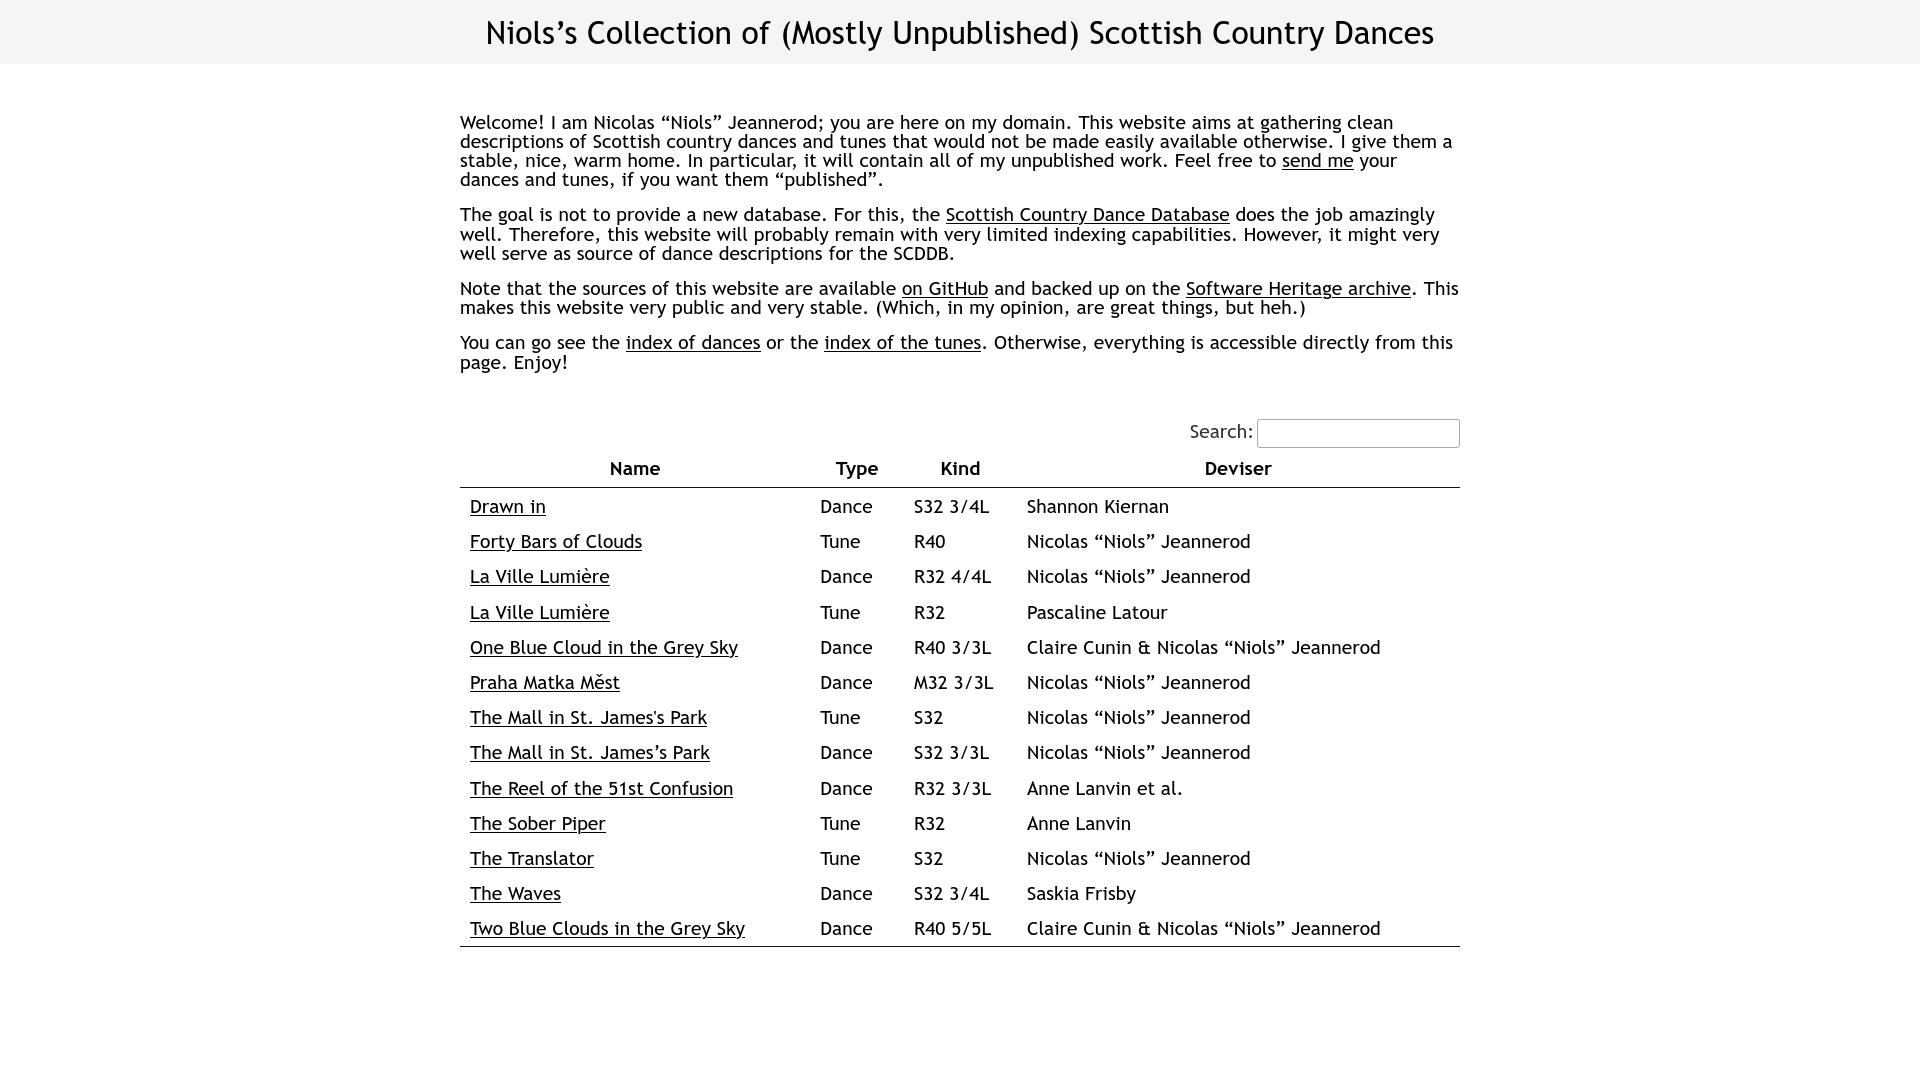 Niols’s Collection of (Mostly Unpublished) Scottish Country Dances
Welcome! I am Nicolas “Niols” Jeannerod; you are here on my domain. This website aims at gathering clean
descriptions of Scottish country dances and tunes that would not be made easily available otherwise. I give them a
stable, nice, warm home. In particular, it will contain all of my unpublished work. Feel free to send me your
dances and tunes, if you want them “published”.
The goal is not to provide a new database. For this, the Scottish Country Dance Database does the job amazingly
well. Therefore, this website will probably remain with very limited indexing capabilities. However, it might very
well serve as source of dance descriptions for the SCDDB.
Note that the sources of this website are available on GitHub and backed up on the Software Heritage archive. This
makes this website very public and very stable. (Which, in my opinion, are great things, but heh.)
You can go see the index of dances or the index of the tunes. Otherwise, everything is accessible directly from this
page. Enjoy!
Search:
Name Type Kind Deviser
Drawn in Dance S32 3/4L Shannon Kiernan
Forty Bars of Clouds Tune R40 Nicolas “Niols” Jeannerod
La Ville Lumière Dance R32 4/4L Nicolas “Niols” Jeannerod
La Ville Lumière Tune R32 Pascaline Latour
One Blue Cloud in the Grey Sky Dance R40 3/3L Claire Cunin & Nicolas “Niols” Jeannerod
Praha Matka Měst Dance M32 3/3L Nicolas “Niols” Jeannerod
The Mall in St. James's Park Tune S32 Nicolas “Niols” Jeannerod
The Mall in St. James’s Park Dance S32 3/3L Nicolas “Niols” Jeannerod
The Reel of the 51st Confusion Dance R32 3/3L Anne Lanvin et al.
The Sober Piper Tune R32 Anne Lanvin
The Translator Tune S32 Nicolas “Niols” Jeannerod
The Waves Dance S32 3/4L Saskia Frisby
Two Blue Clouds in the Grey Sky Dance R40 5/5L Claire Cunin & Nicolas “Niols” Jeannerod